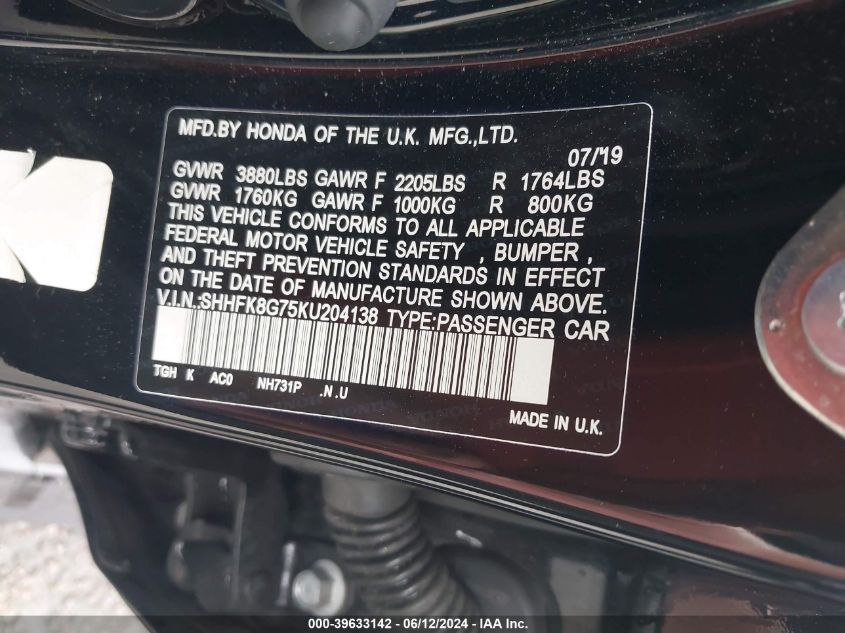 MFD.BY HONDA OF THE U.K. MFG.,LTD.
07/'19
GVWR 3880LBS GAWR F 2205LBS R 1764LBS
GVWR 1760KG GAWR F 1000KG R 800KG
THIS VEHICLE CONFORMS TO ALL APPLICABLE
FEDERAL MOTOR VEHICLE SAFETY , BUMPER ,
AND THEFT PREVENTION STANDARDS IN EFFECT
ON THE DATE OF MANUFACTURE SHOWN ABOVE.
V.I.N.:SHHFK8G75KU204138 TYPE:PASSENGER CAR
TGH K AC0 NH731P .N.U
MADE IN U.K.
000-39633142 - 06/12/2024 - IAA Inc.